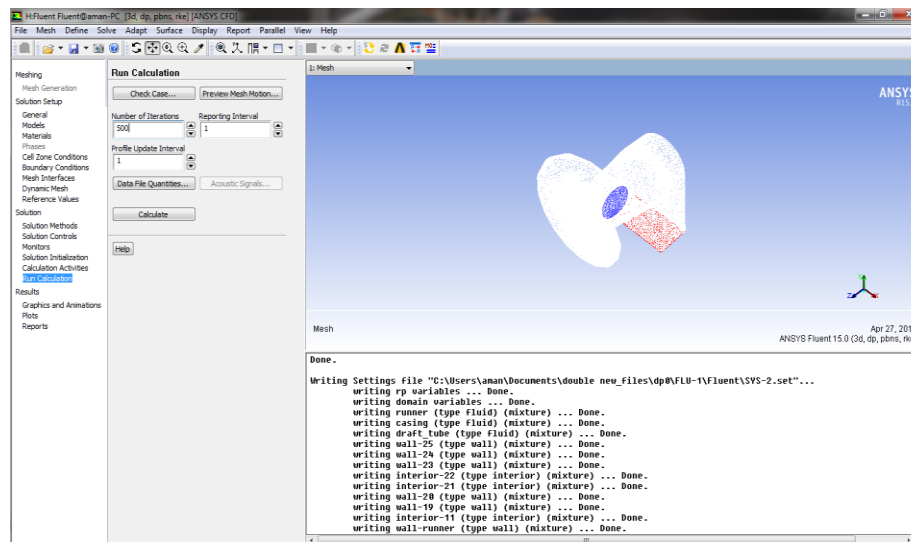 H:Fluent Fluent@aman-PC [3d, dp, pbns, rke] [ANSYS CFD]
File Mesh Define Solve Adapt Surface Display Report Parallel View Help
Meshing
Mesh Generation
Solution Setup
General
Models
Materials
Phases
Cell Zone Conditions
Boundary Conditions
Mesh Interfaces
Dynamic Mesh
Reference Values
Solution
Solution Methods
Solution Controls
Monitors
Solution Initialization
Calculation Activities
Run Calculation
Results
Graphics and Animations
Plots
Reports
Run Calculation
Check Case... Preview Mesh Motion...
Number of Iterations Reporting Interval
500 1
Profile Update Interval
1
Data File Quantities... Acoustic Signals...
Calculate
Help
1: Mesh
ANSYS
R15.
Y
Z X
Mesh
Apr 27, 201
ANSYS Fluent 15.0 (3d, dp, pbns, rke
Done.
Writing Settings file "C:\Users\aman\Documents\double new_files\dp0\FLU-1\Fluent\SYS-2.set"...
writing rp variables ... Done.
writing domain variables ... Done.
writing runner (type fluid) (mixture) ... Done.
writing casing (type fluid) (mixture) ... Done.
writing draft_tube (type fluid) (mixture) ... Done.
writing wall-25 (type wall) (mixture) ... Done.
writing wall-24 (type wall) (mixture) ... Done.
writing wall-23 (type wall) (mixture) ... Done.
writing interior-22 (type interior) (mixture) ... Done.
writing interior-21 (type interior) (mixture) ... Done.
writing wall-20 (type wall) (mixture) ... Done.
writing wall-19 (type wall) (mixture) ... Done.
writing interior-11 (type interior) (mixture) ... Done.
writing wall-runner (type wall) (mixture) ... Done.